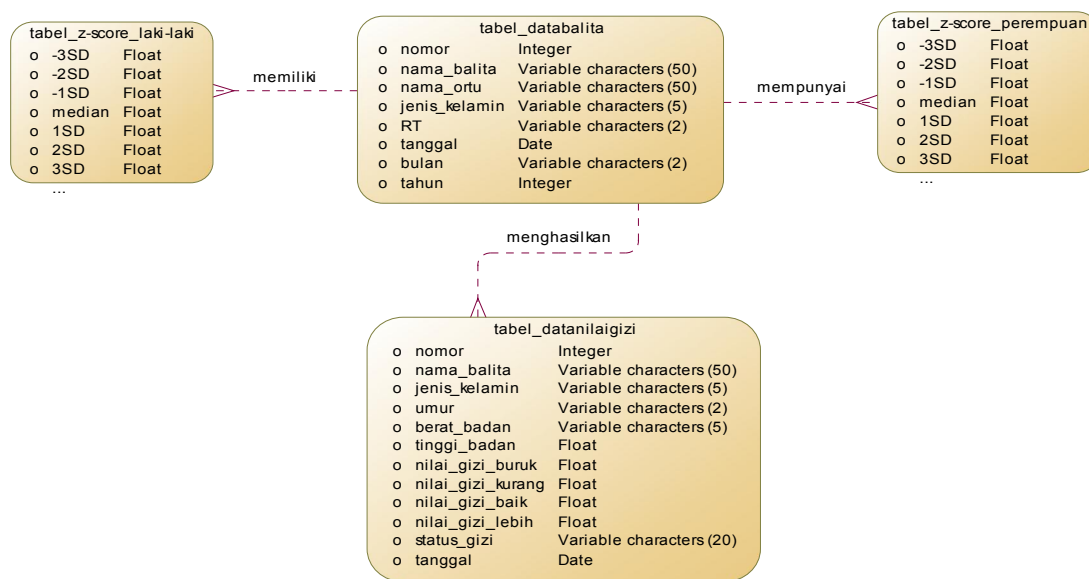 tabel_z-score_laki-laki
o -3SD Float
o -2SD Float
o -1SD Float
o median Float
o 1SD Float
o 2SD Float
o 3SD Float
...
memiliki
tabel_databalita
o nomor Integer
o nama_balita Variable characters (50)
o nama_ortu Variable characters (50)
o jenis_kelamin Variable characters (5)
o RT Variable characters (2)
o tanggal Date
o bulan Variable characters (2)
o tahun Integer
mempunyai
tabel_z-score_perempuan
o -3SD Float
o -2SD Float
o -1SD Float
o median Float
o 1SD Float
o 2SD Float
o 3SD Float
...
menghasilkan
tabel_datanilaigizi
o nomor Integer
o nama_balita Variable characters (50)
o jenis_kelamin Variable characters (5)
o umur Variable characters (2)
o berat_badan Variable characters (5)
o tinggi_badan Float
o nilai_gizi_buruk Float
o nilai_gizi_kurang Float
o nilai_gizi_baik Float
o nilai_gizi_lebih Float
o status_gizi Variable characters (20)
o tanggal Date